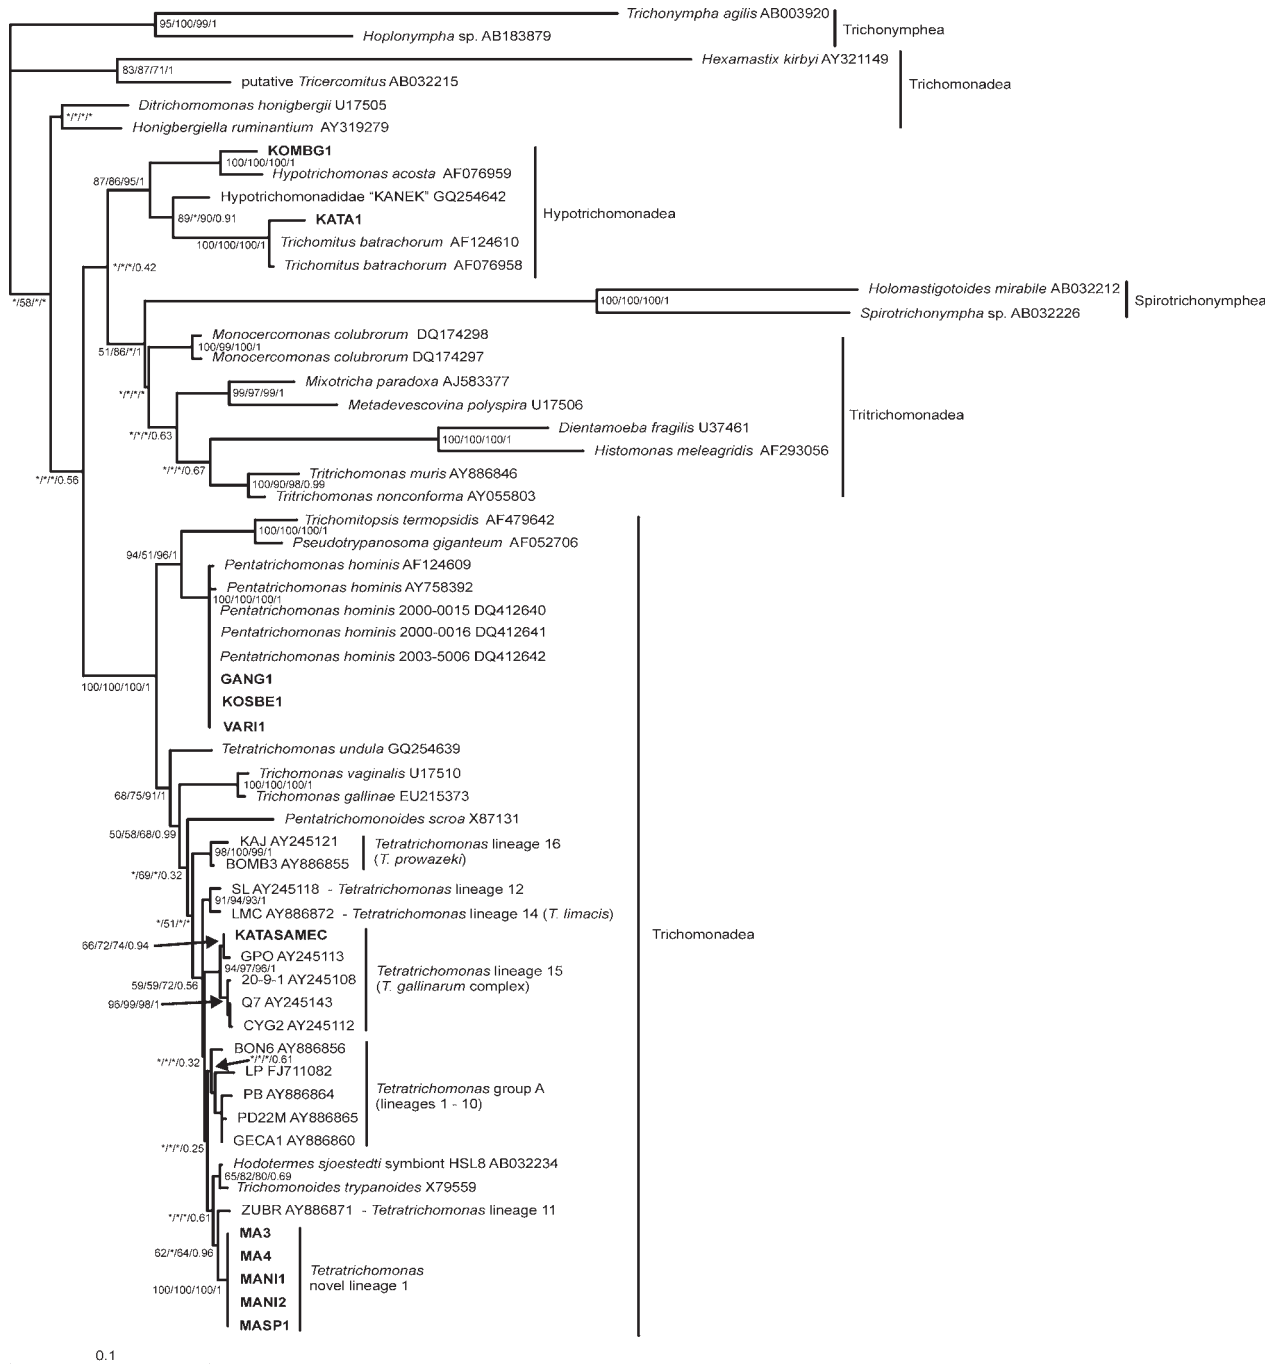 Trichonympha agilis AB003920
95/100/99/1
Trichonymphea
Hoplonympha sp. AB183879
Hexamastix kirbyi AY321149
83/87/71/1
putative Tricercomitus AB032215
Trichomonadea
Ditrichomomonas honigbergii U17505
*/*/*/*
Honigbergiella ruminantium AY319279
KOMBG1
100/100/100/1
Hypotrichomonas acosta AF076959
87/86/95/1
Hypotrichomonadidae “KANEK” GQ254642
Hypotrichomonadea
89/*/90/0.91
KATA1
100/100/100/1
Trichomitus batrachorum AF124610
Trichomitus batrachorum AF076958
*/*/*/0.42
Holomastigotoides mirabile AB032212
*/58/*/*
100/100/100/1
Spirotrichonymphea
Spirotrichonympha sp. AB032226
Monocercomonas colubrorum DQ174298
100/99/100/1
51/86/*/1
Monocercomonas colubrorum DQ174297
Mixotricha paradoxa AJ583377
*/*/*/*
99/97/99/1
Metadevescovina polyspira U17506
Tritrichomonadea
Dientamoeba fragilis U37461
*/*/*/0.63
100/100/100/1
Histomonas meleagridis AF293056
*/*/*/0.67
Tritrichomonas muris AY886846
*/*/*/0.56
100/90/98/0.99
Tritrichomonas nonconforma AY055803
Trichomitopsis termopsidis AF479642
100/100/100/1
Pseudotrypanosoma giganteum AF052706
94/51/96/1
Pentatrichomonas hominis AF124609
Pentatrichomonas hominis AY758392
100/100/100/1
Pentatrichomonas hominis 2000-0015 DQ412640
Pentatrichomonas hominis 2000-0016 DQ412641
Pentatrichomonas hominis 2003-5006 DQ412642
GANG1
100/100/100/1
KOSBE1
VARI1
Tetratrichomonas undula GQ254639
Trichomonas vaginalis U17510
100/100/100/1
68/75/91/1
Trichomonas gallinae EU215373
Pentatrichomonoides scroa X87131
50/58/68/0.99
KAJ AY245121
Tetratrichomonas lineage 16
98/100/99/1
(T. prowazeki)
BOMB3 AY886855
*/69/*/0.32
SL AY245118 - Tetratrichomonas lineage 12
91/94/93/1
LMC AY886872 - Tetratrichomonas lineage 14 (T. limacis)
*/51/*/*
KATASAMEC
Trichomonadea
66/72/74/0.94
GPO AY245113
94/97/96/1
Tetratrichomonas lineage 15
20-9-1 AY245108
(T. gallinarum complex)
59/59/72/0.56
96/99/98/1
Q7 AY245143
CYG2 AY245112
BON6 AY886856
*/*/*/0.61
*/*/*/0.32
LP FJ711082
Tetratrichomonas group A
PB AY886864
(lineages 1 - 10)
PD22M AY886865
GECA1 AY886860
*/*/*/0.25
Hodotermes sjoestedti symbiont HSL8 AB032234
65/82/80/0.69
Trichomonoides trypanoides X79559
ZUBR AY886871 - Tetratrichomonas lineage 11
*/*/*/0.61
MA3
62/*/64/0.96
MA4
Tetratrichomonas
MANI1
novel lineage 1
100/100/100/1
MANI2
MASP1
0.1